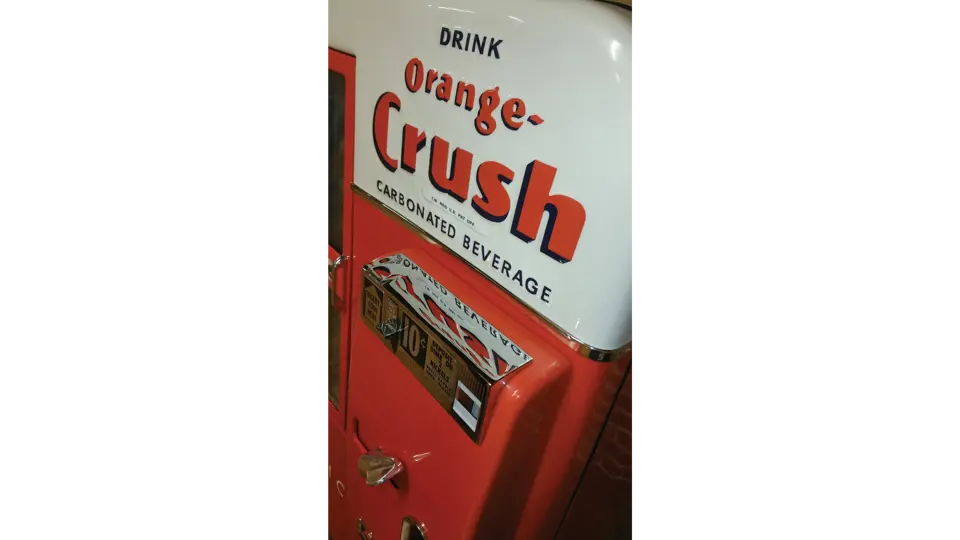 DRINK
Orange-
Crush
CARBONATED BEVERAGE
10¢